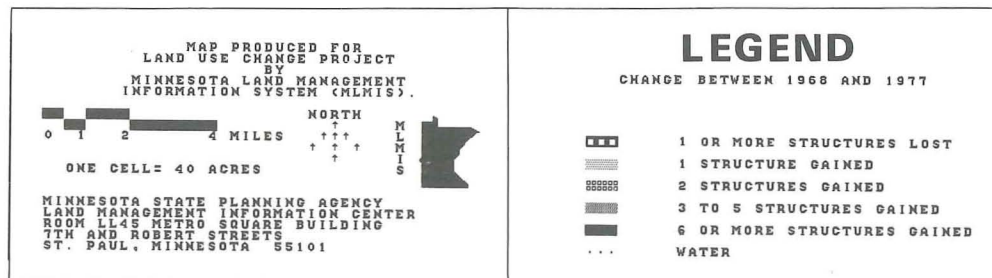 MAP PRODUCED FOR
LAND USE CHANGE PROJECT
BY
MINNESOTA LAND MANAGEMENT
INFORMATION SYSTEM (MLMIS).
NORTH
0 1 2 4 MILES
MLMIS
ONE CELL= 40 ACRES
MINNESOTA STATE PLANNING AGENCY
LAND MANAGEMENT INFORMATION CENTER
ROOM LL45 METRO SQUARE BUILDING
7TH AND ROBERT STREETS
ST. PAUL, MINNESOTA 55101
LEGEND
CHANGE BETWEEN 1968 AND 1977
1 OR MORE STRUCTURES LOST
1 STRUCTURE GAINED
2 STRUCTURES GAINED
3 TO 5 STRUCTURES GAINED
6 OR MORE STRUCTURES GAINED
WATER